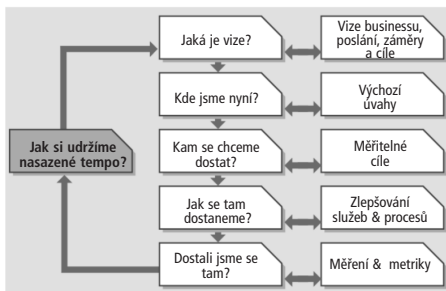 Jaká je vize?
Vize businessu,
poslání, záměry
a cíle
Kde jsme nyní?
Výchozí
úvahy
Jak si udržíme
nasazené tempo?
Kam se chceme
dostat?
Měřitelné
cíle
Jak se tam
dostaneme?
Zlepšování
služeb & procesů
Dostali jsme se
tam?
Měření & metriky